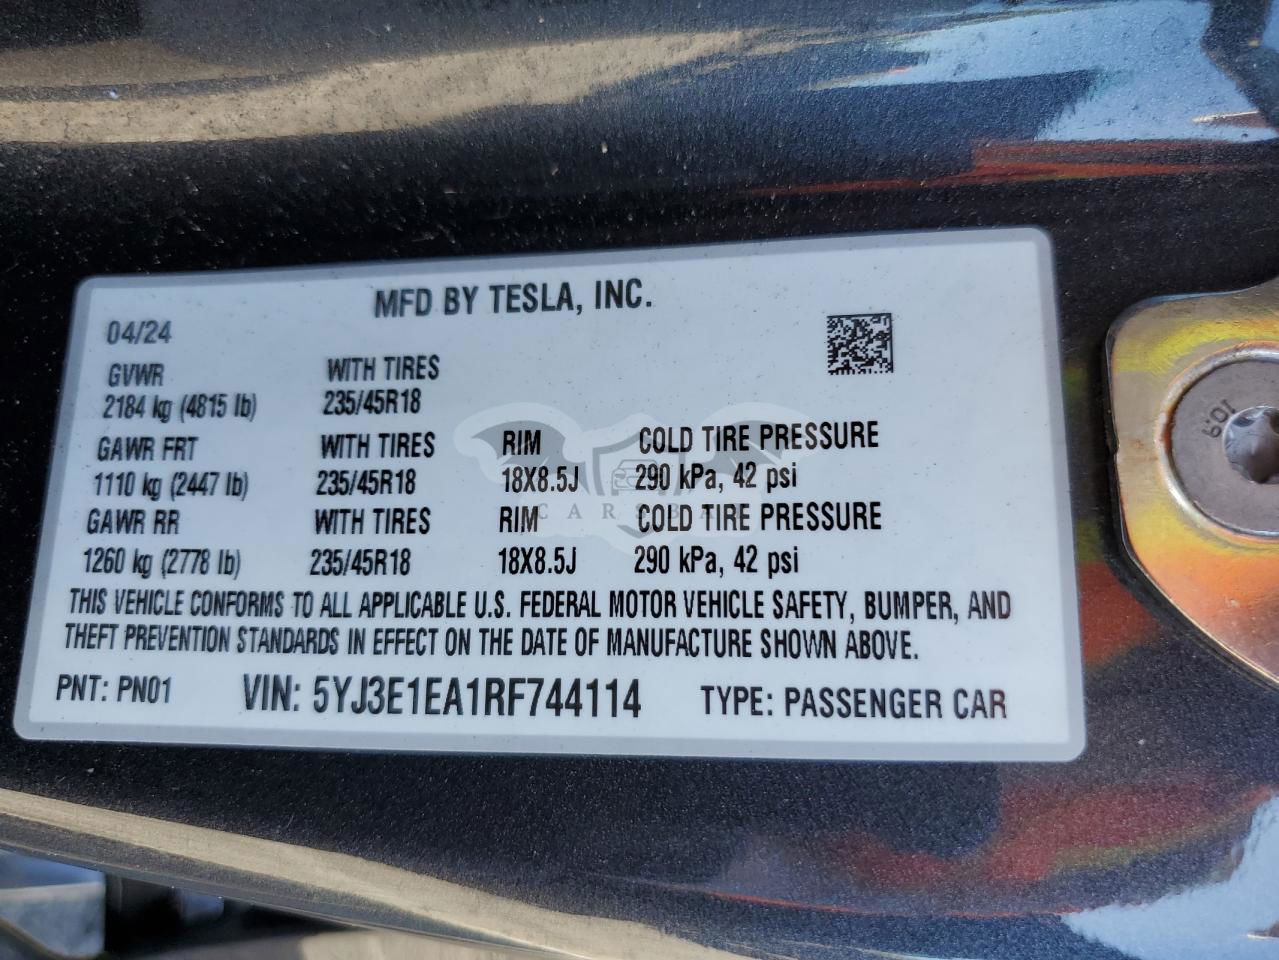 MFD BY TESLA, INC.
04/24
GVWR WITH TIRES
2184 kg (4815 lb) 235/45R18
GAWR FRT WITH TIRES RIM COLD TIRE PRESSURE
1110 kg (2447 lb) 235/45R18 18X8.5J 290 kPa, 42 psi
GAWR RR WITH TIRES RIM COLD TIRE PRESSURE
1260 kg (2778 lb) 235/45R18 18X8.5J 290 kPa, 42 psi
THIS VEHICLE CONFORMS TO ALL APPLICABLE U.S. FEDERAL MOTOR VEHICLE SAFETY, BUMPER, AND
THEFT PREVENTION STANDARDS IN EFFECT ON THE DATE OF MANUFACTURE SHOWN ABOVE.
PNT: PN01 VIN: 5YJ3E1EA1RF744114 TYPE: PASSENGER CAR
10.9